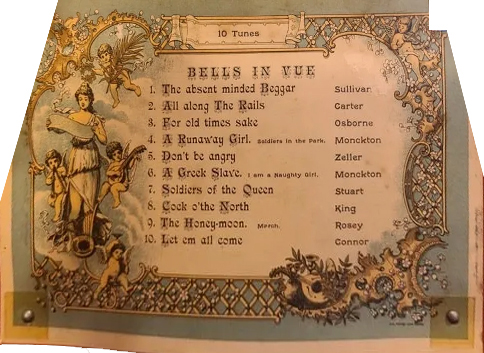 10 Tunes
BELLS IN VUE
1. The absent minded Beggar Sullivan
2. All along The Rails Carter
3. For old times sake Osborne
4. A Runaway Girl. Soldiers in the Park. Monckton
5. Don't be angry Zeller
6. A Greek Slave. I am a Naughty Girl. Monckton
7. Soldiers of the Queen Stuart
8. Cock o'the North King
9. The Honey-moon. March. Rosey
10. Let em all come Connor